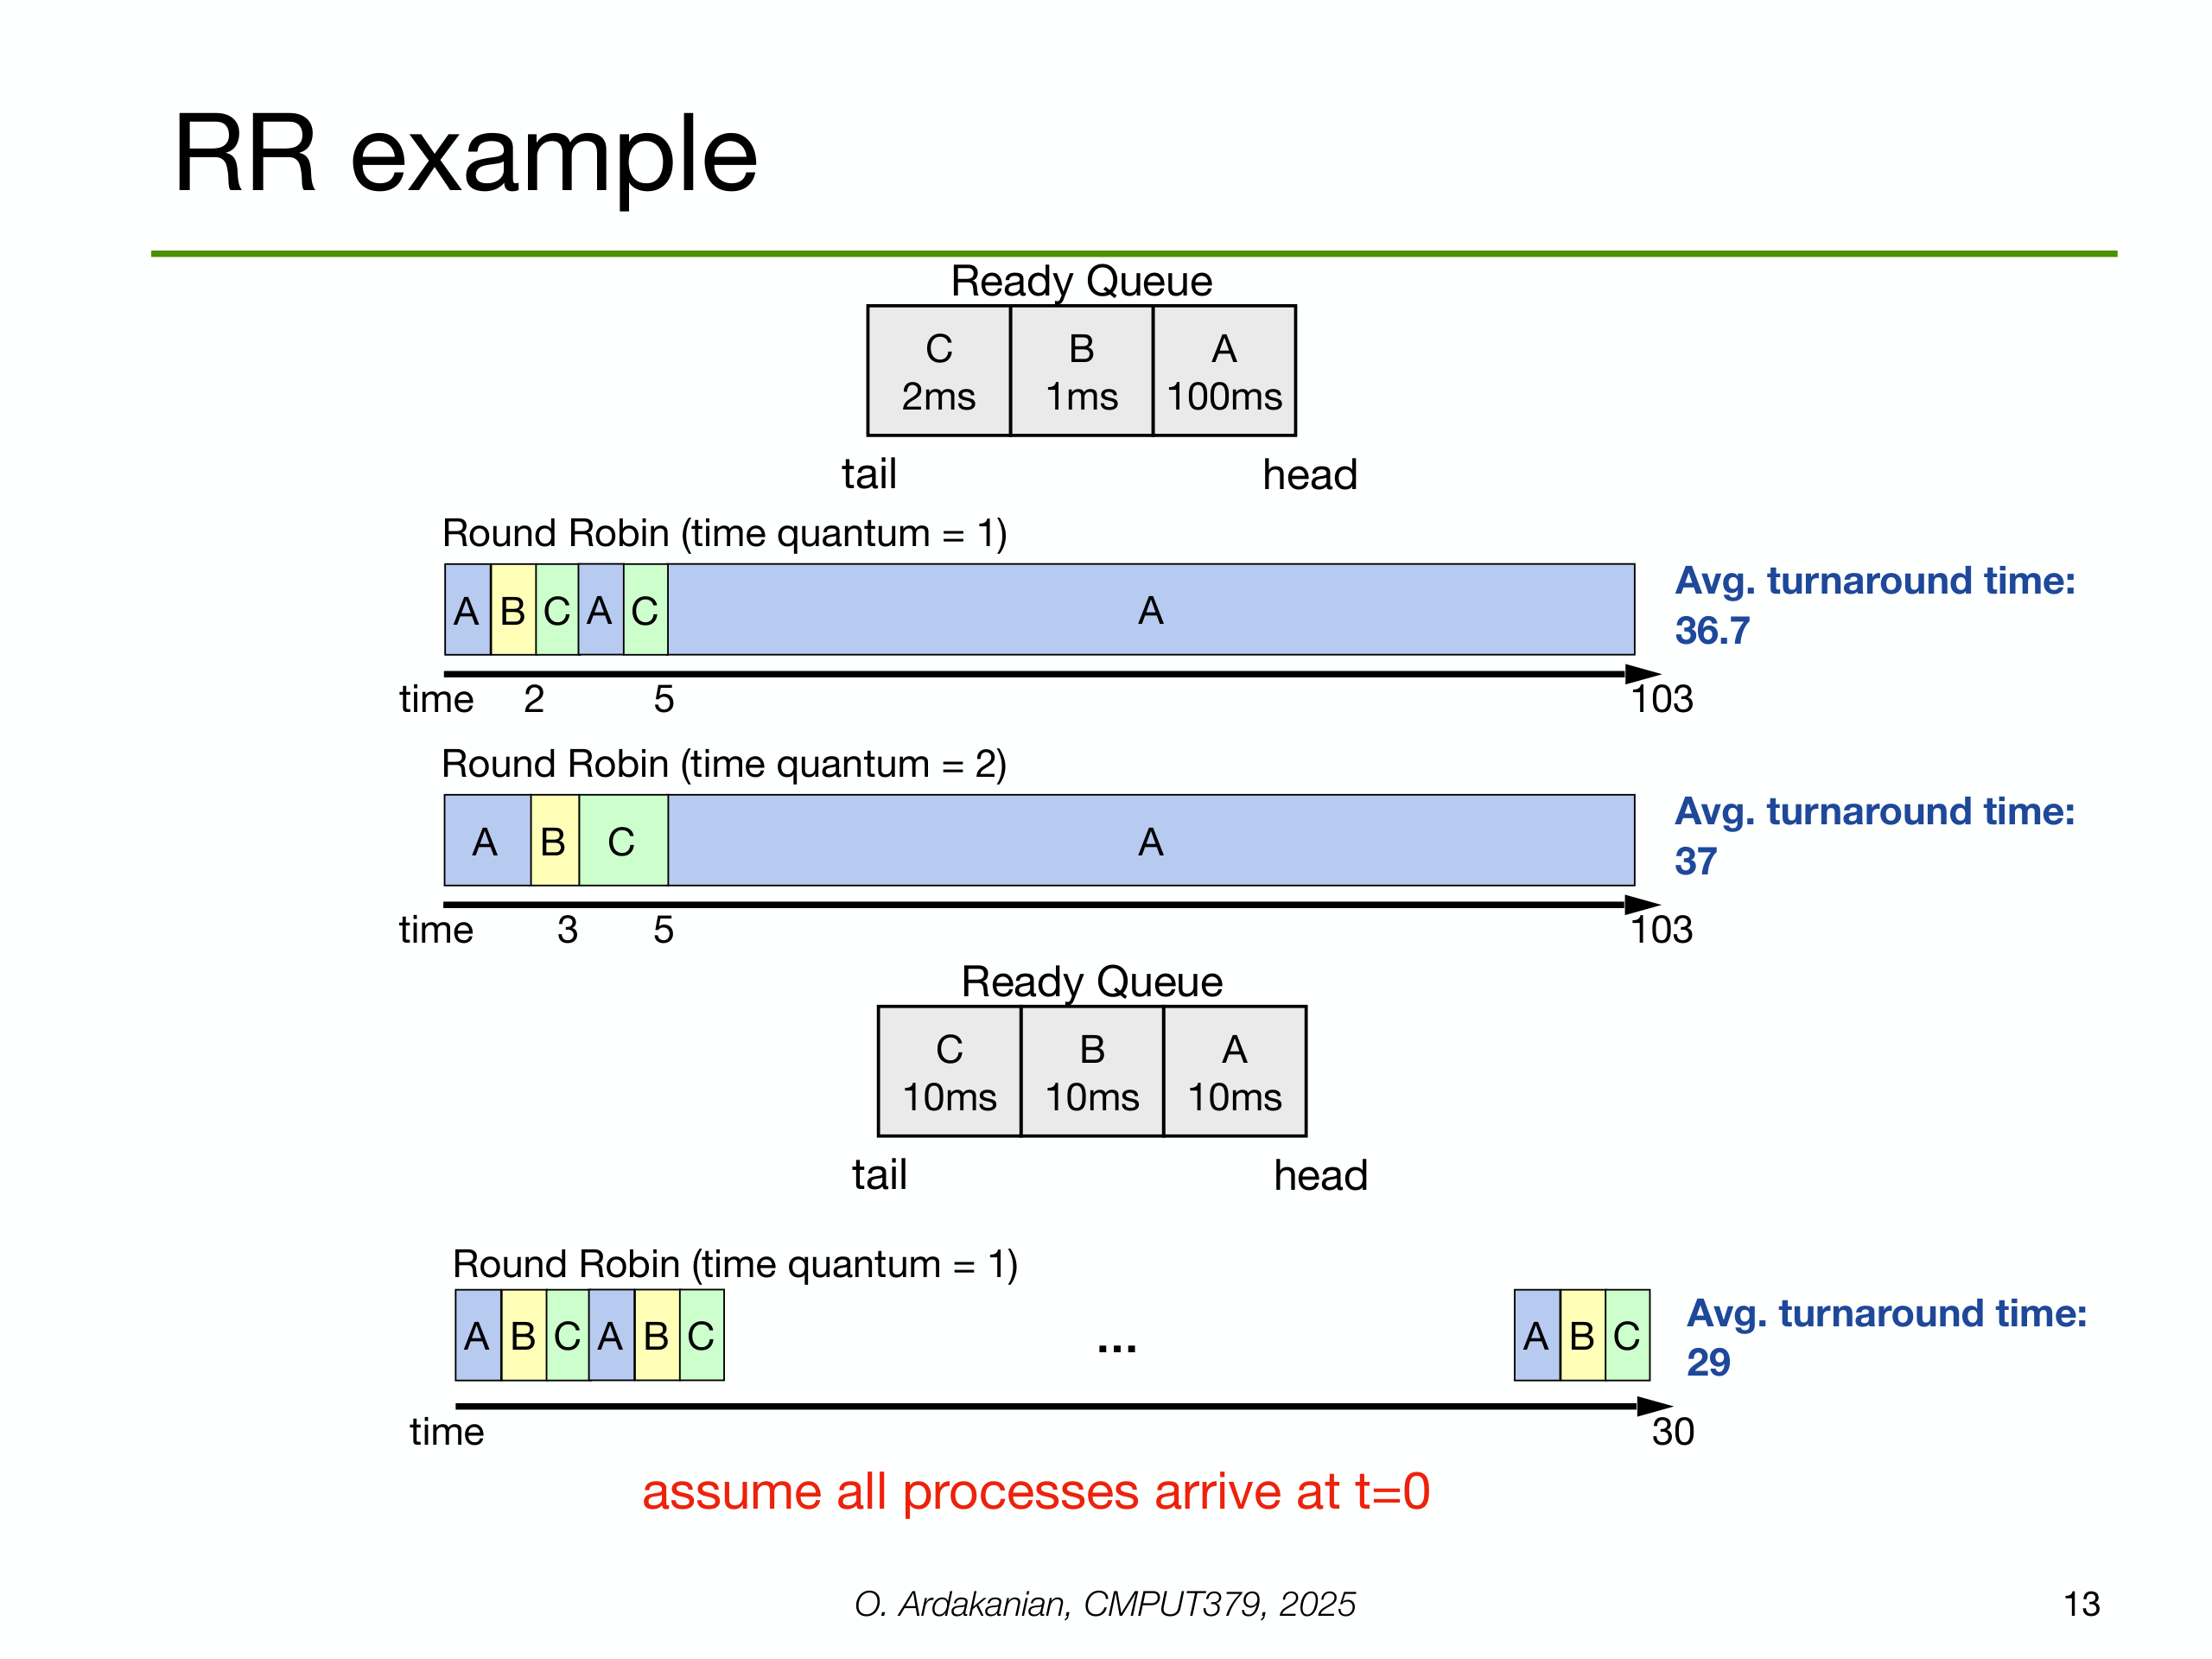 RR example
Ready Queue
C B A
2ms 1ms 100ms
tail head
Round Robin (time quantum = 1)
A B C A C A
Avg. turnaround time:
36.7
time 2 5 103
Round Robin (time quantum = 2)
A B C A
Avg. turnaround time:
37
time 3 5 103
Ready Queue
C B A
10ms 10ms 10ms
tail head
Round Robin (time quantum = 1)
A B C A B C ... A B C
Avg. turnaround time:
29
time 30
assume all processes arrive at t=0
O. Ardakanian, CMPUT379, 2025
13